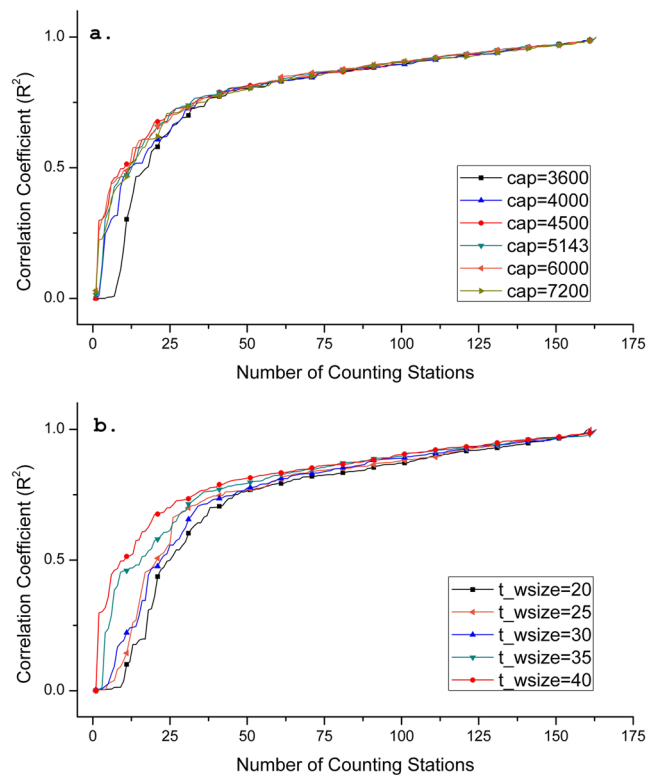 a.
Correlation Coefficient (R²)
1.0
0.5
0.0
cap=3600
cap=4000
cap=4500
cap=5143
cap=6000
cap=7200
0 25 50 75 100 125 150 175
Number of Counting Stations
b.
Correlation Coefficient (R²)
1.0
0.5
0.0
t_wsize=20
t_wsize=25
t_wsize=30
t_wsize=35
t_wsize=40
0 25 50 75 100 125 150 175
Number of Counting Stations